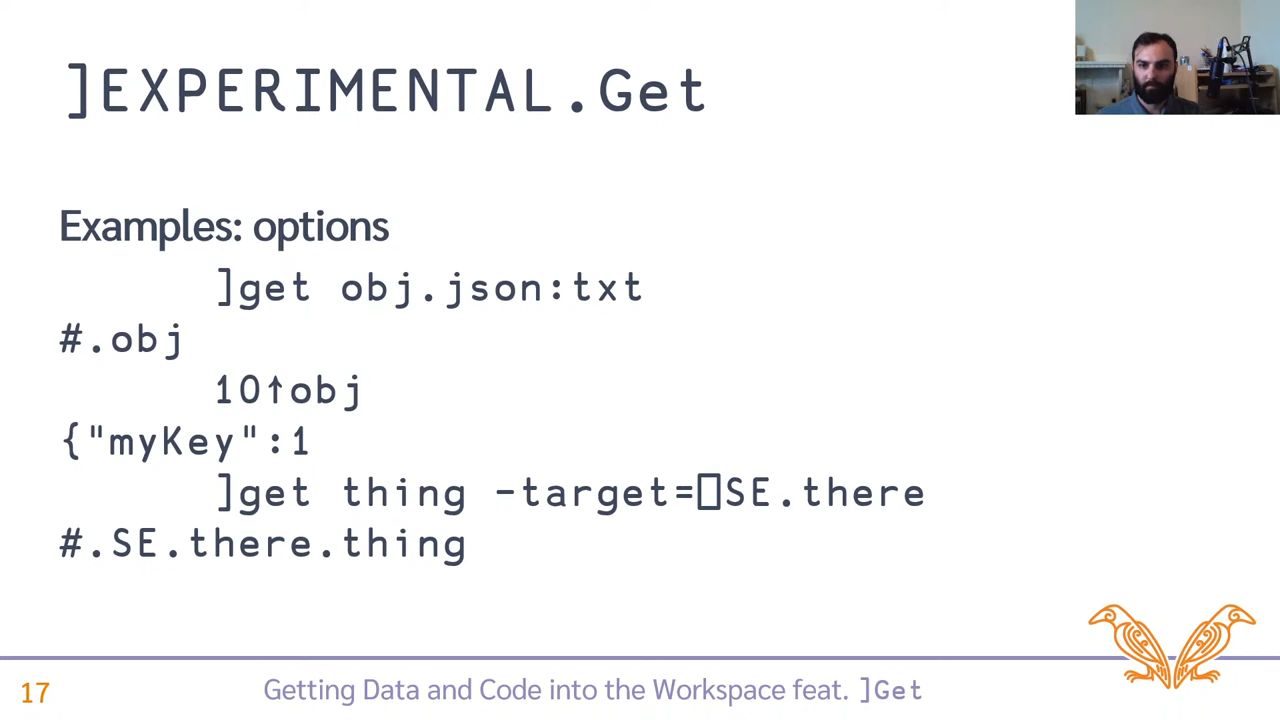 ]EXPERIMENTAL.Get
Examples: options
]get obj.json:txt
#.obj
10↑obj
{"myKey":1
]get thing -target=⎕SE.there
#.SE.there.thing
17
Getting Data and Code into the Workspace feat. ]Get